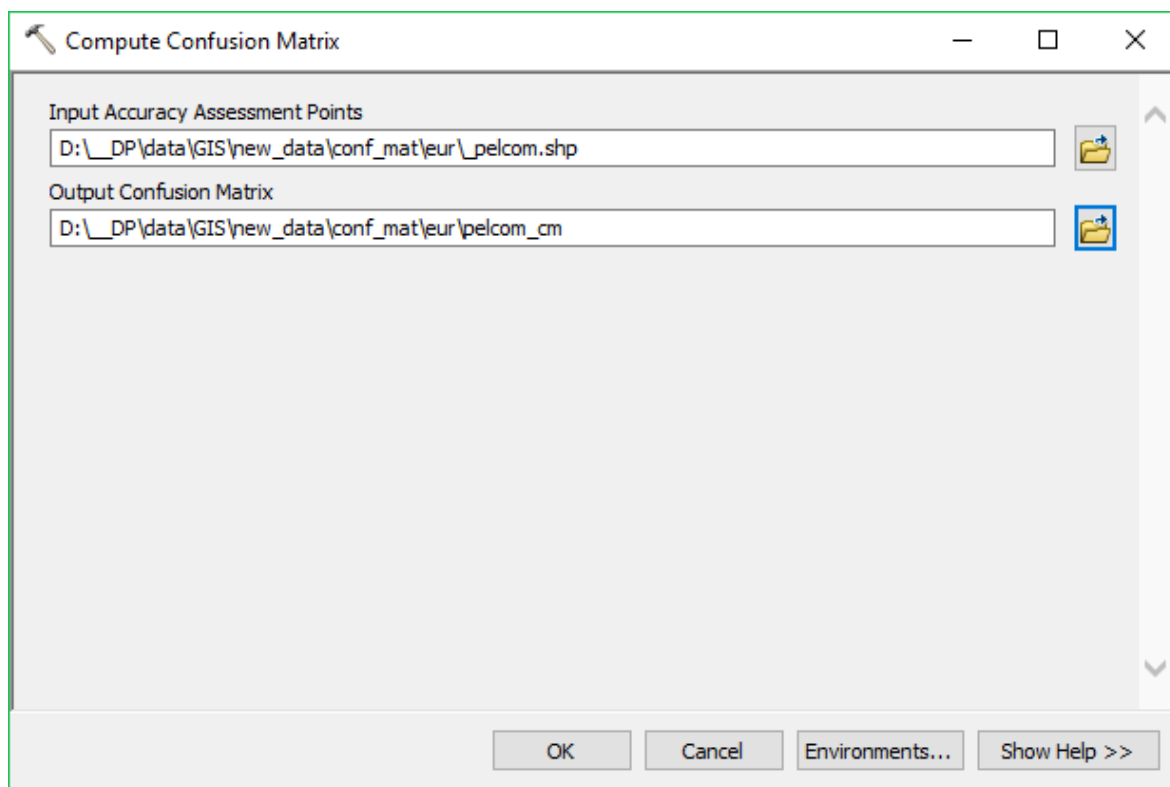 Compute Confusion Matrix
Input Accuracy Assessment Points
D:\__DP\data\GIS\new_data\conf_mat\eur\_pelcom.shp
Output Confusion Matrix
D:\__DP\data\GIS\new_data\conf_mat\eur\pelcom_cm
OK Cancel Environments... Show Help >>